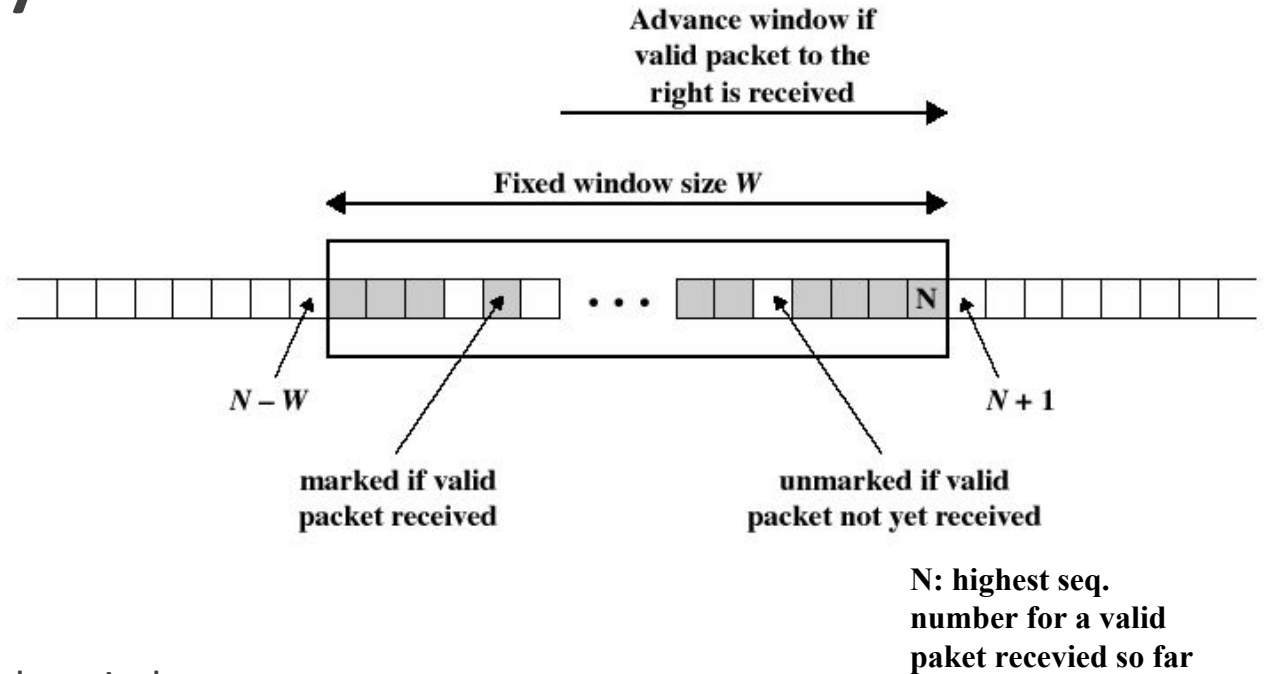 Advance window if
valid packet to the
right is received
Fixed window size W
• • •
N
N – W
N + 1
marked if valid
packet received
unmarked if valid
packet not yet received
N: highest seq.
number for a valid
paket recevied so far